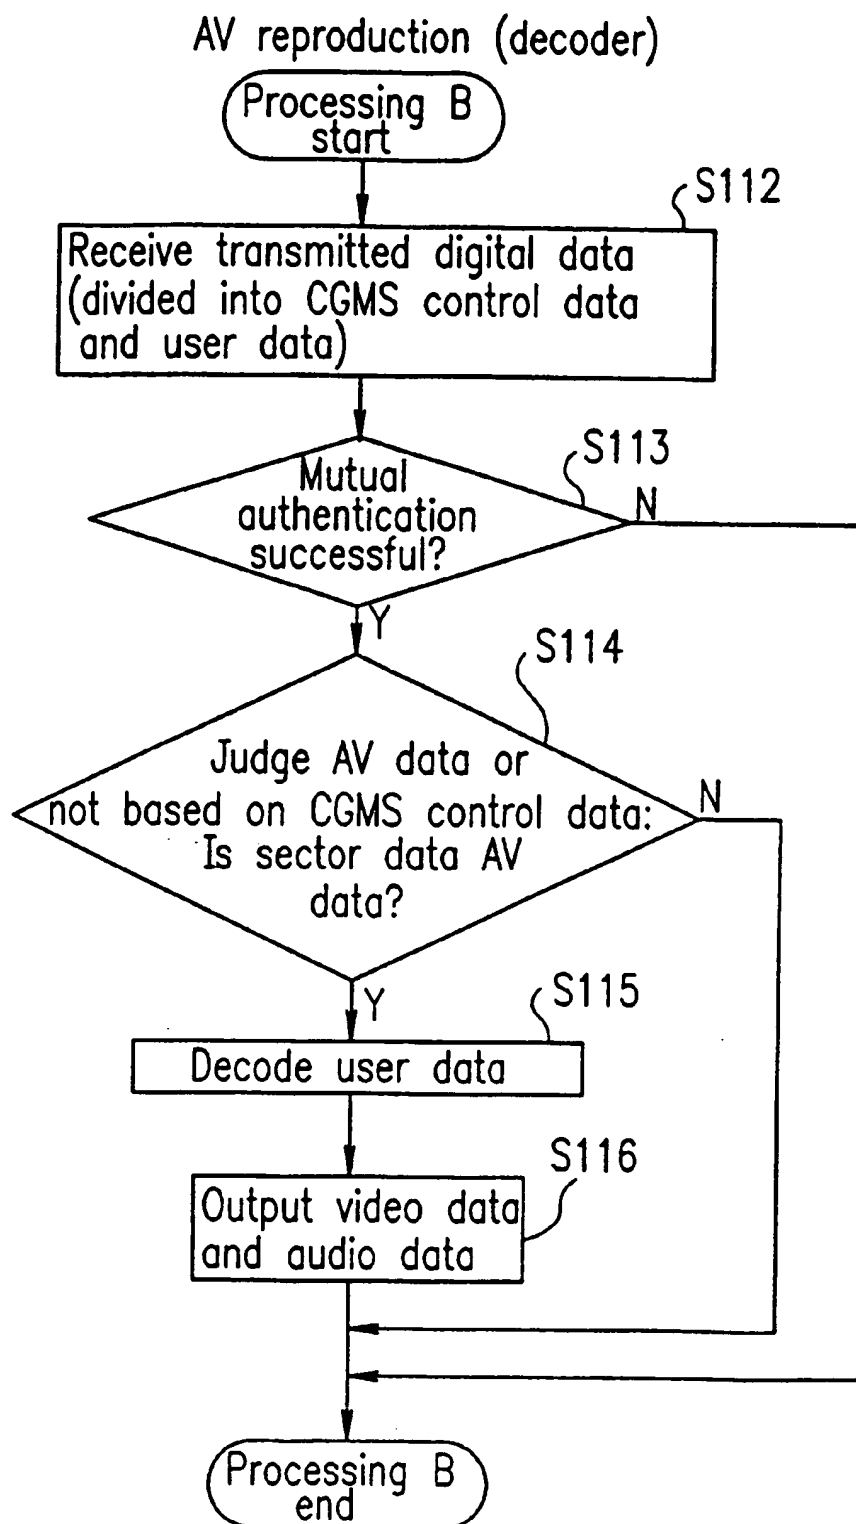 AV reproduction (decoder)
Processing B
start
S112
Receive transmitted digital data
(divided into CGMS control data
and user data)
S113
Mutual
authentication
successful?
N
Y
S114
Judge AV data or
not based on CGMS control data:
Is sector data AV
data?
N
Y
S115
Decode user data
S116
Output video data
and audio data
Processing B
end